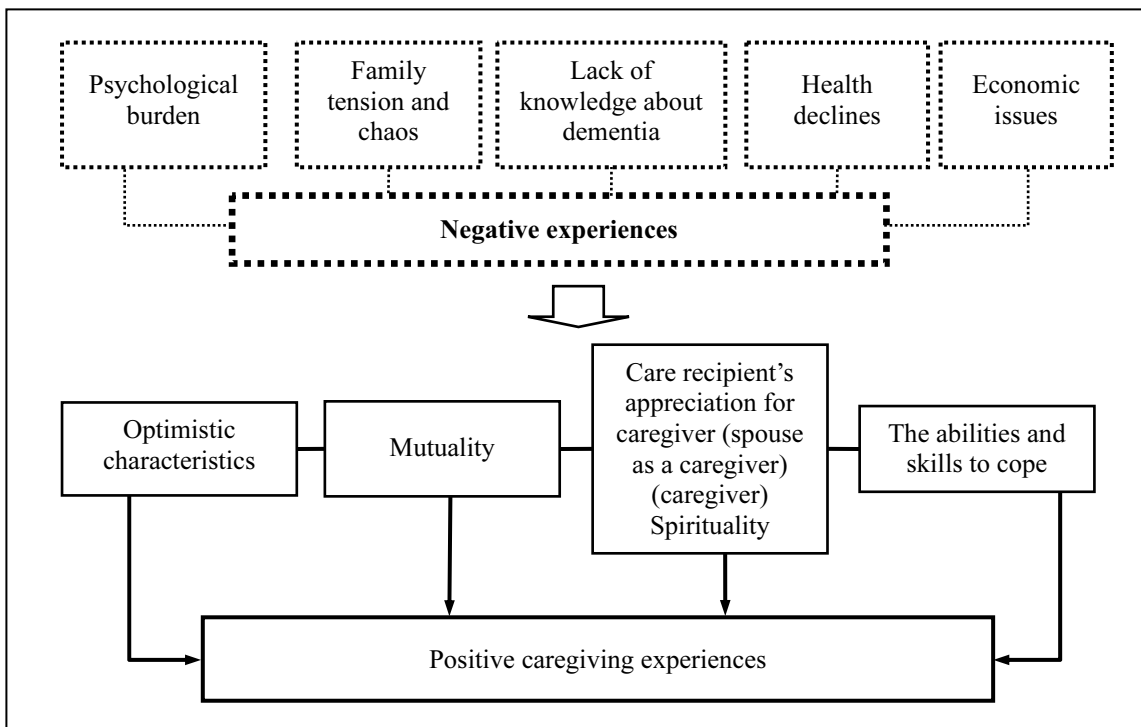 Psychological
burden
Family
tension and
chaos
Lack of
knowledge about
dementia
Health
declines
Economic
issues
Negative experiences
Optimistic
characteristics
Mutuality
Care recipient’s
appreciation for
caregiver (spouse
as a caregiver)
(caregiver)
Spirituality
The abilities and
skills to cope
Positive caregiving experiences